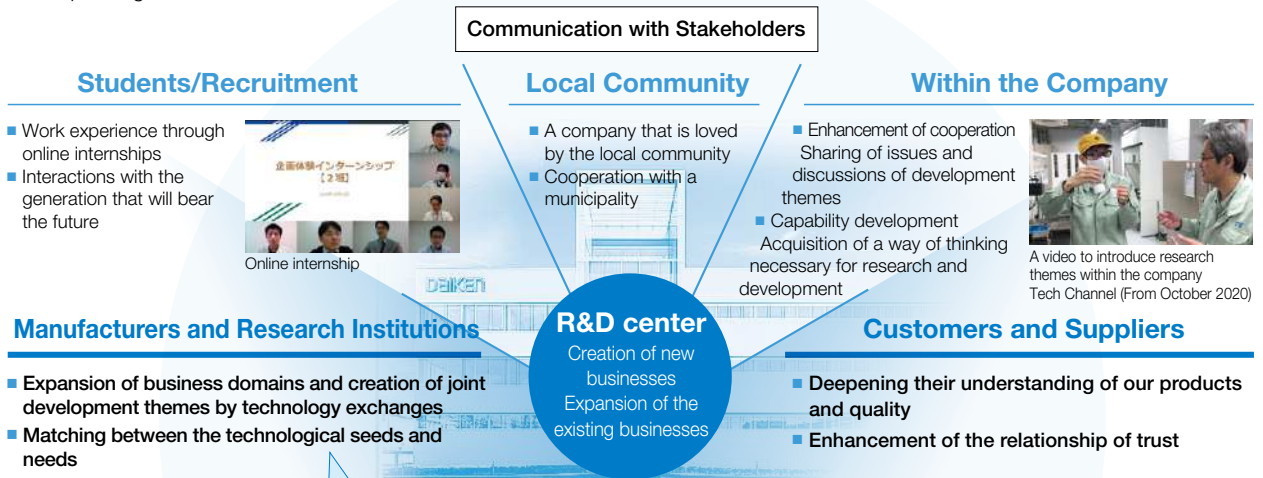 Communication with Stakeholders
Students/Recruitment
■ Work experience through
online internships
■ Interactions with the
generation that will bear
the future
企画体験インターンシップ
【2班】
Online internship
Local Community
■ A company that is loved
by the local community
■ Cooperation with a
municipality
Within the Company
■ Enhancement of cooperation
Sharing of issues and
discussions of development
themes
■ Capability development
Acquisition of a way of thinking
necessary for research and
development
A video to introduce research
themes within the company
Tech Channel (From October 2020)
DAIKEN
Manufacturers and Research Institutions
■ Expansion of business domains and creation of joint
development themes by technology exchanges
■ Matching between the technological seeds and
needs
R&D center
Creation of new
businesses
Expansion of the
existing businesses
Customers and Suppliers
■ Deepening their understanding of our products
and quality
■ Enhancement of the relationship of trust